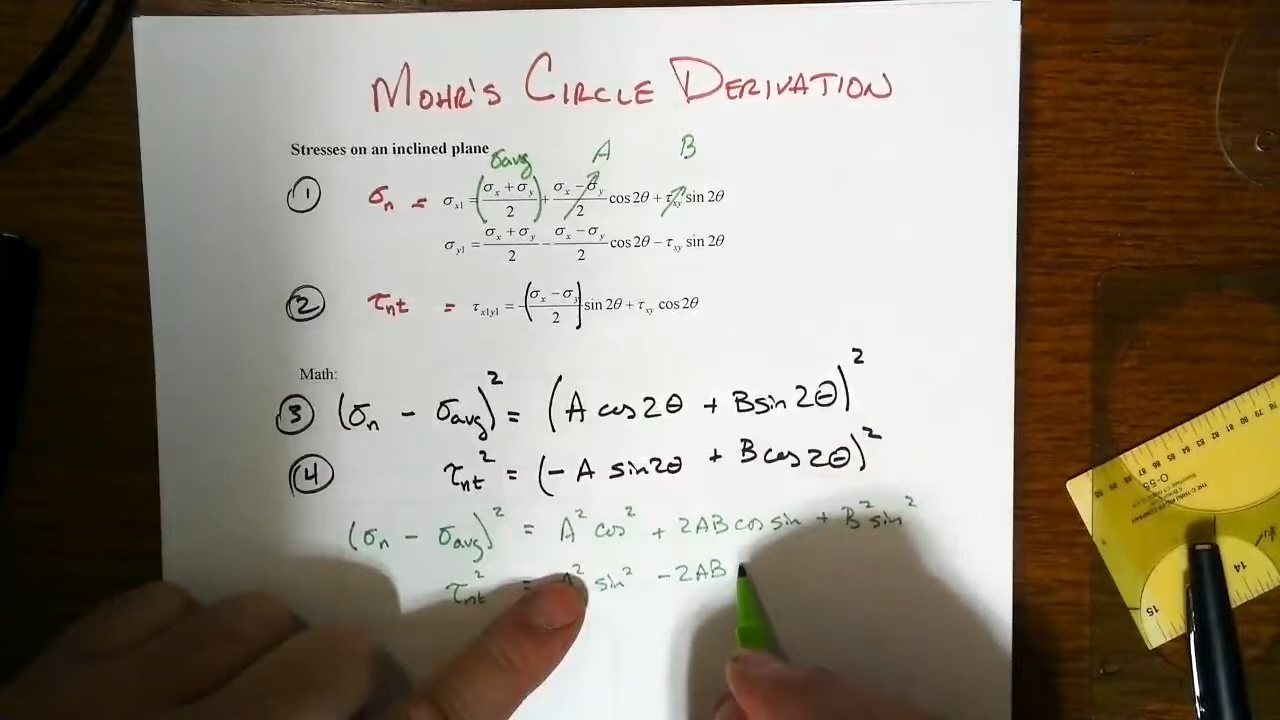 MOHR'S CIRCLE DERIVATION
Stresses on an inclined plane
σavg A B
① σn = σx1 = (σx + σy)/2 + (σx − σy)/2 cos 2θ + τxy sin 2θ
σy1 = (σx + σy)/2 − (σx − σy)/2 cos 2θ − τxy sin 2θ
② τnt = τx1y1 = −(σx − σy)/2 sin 2θ + τxy cos 2θ
Math:
③ (σn − σavg)² = (A cos 2θ + B sin 2θ)²
④ τnt² = (−A sin 2θ + B cos 2θ)²
(σn − σavg)² = A² cos² + 2AB cos sin + B² sin²
τnt² = A² sin² − 2AB
15
14